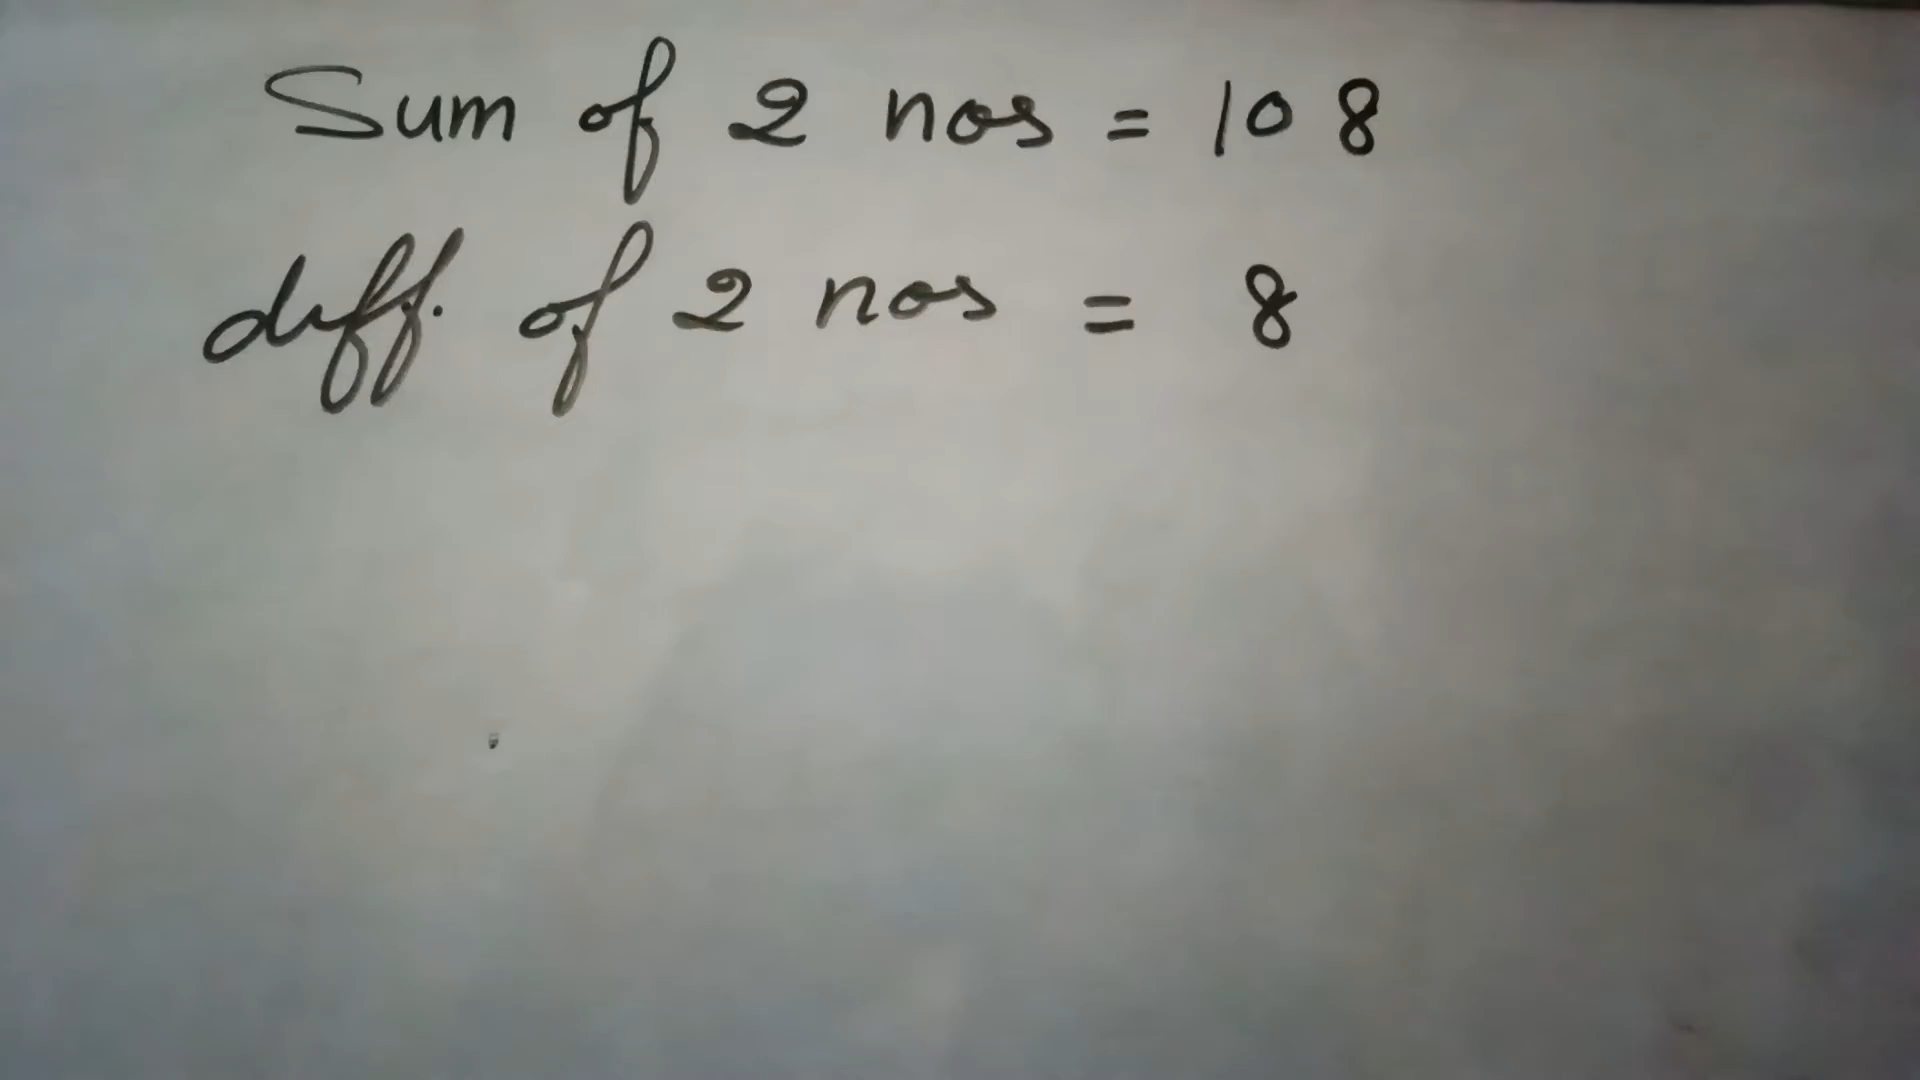 Sum of 2 nos = 108
diff. of 2 nos = 8